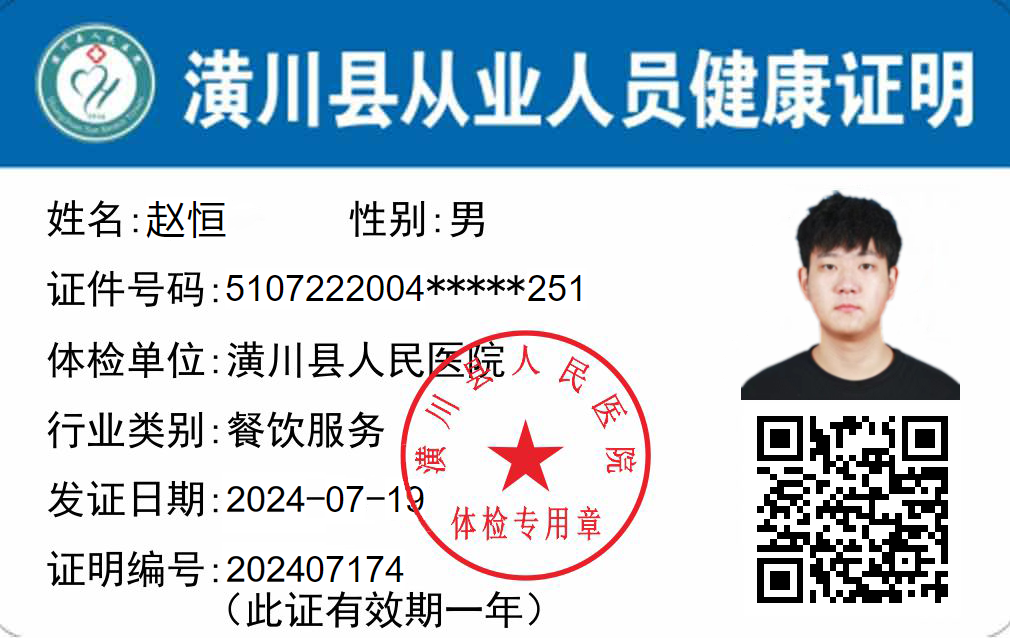 潢川县从业人员健康证明
姓名:赵恒 性别:男
证件号码:5107222004*****251
体检单位:潢川县人民医院
行业类别:餐饮服务
发证日期:2024-07-19
证明编号:202407174
(此证有效期一年)
潢川县人民医院
体检专用章